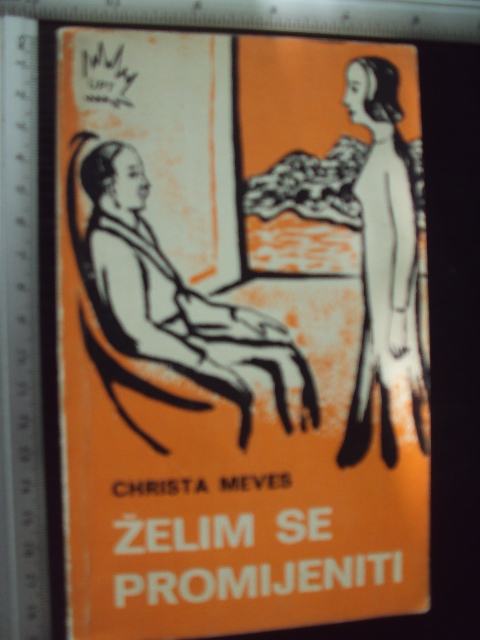 CHRISTA MEVES
ŽELIM SE
PROMIJENITI